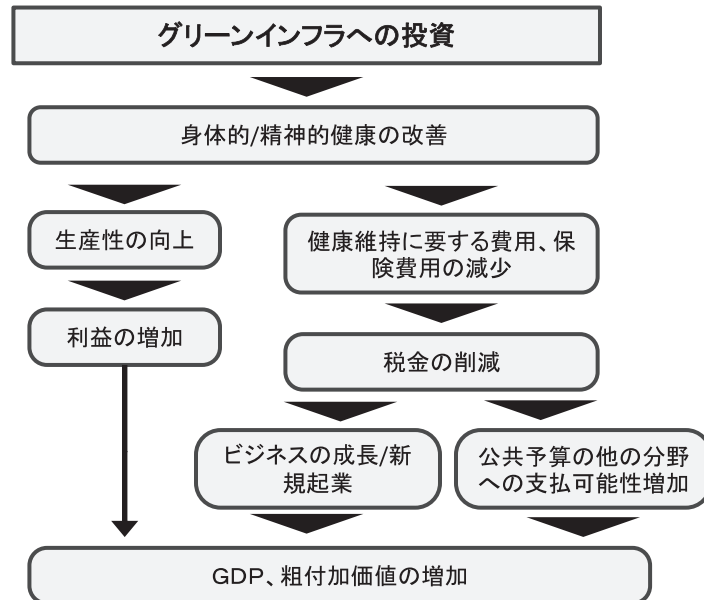 グリーンインフラへの投資
身体的/精神的健康の改善
生産性の向上
健康維持に要する費用、保
険費用の減少
利益の増加
税金の削減
ビジネスの成長/新
規起業
公共予算の他の分野
への支払可能性増加
GDP、粗付加価値の増加